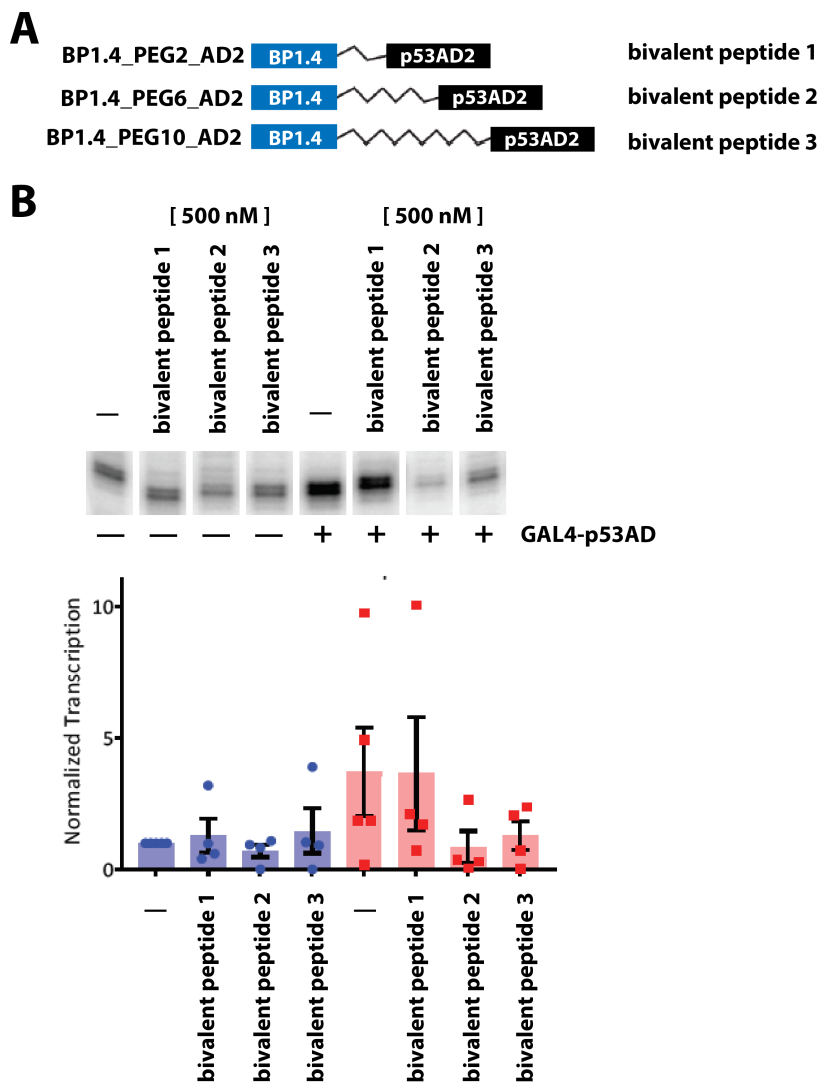 A
BP1.4_PEG2_AD2 BP1.4 p53AD2 bivalent peptide 1
BP1.4_PEG6_AD2 BP1.4 p53AD2 bivalent peptide 2
BP1.4_PEG10_AD2 BP1.4 p53AD2 bivalent peptide 3
B
[ 500 nM ] [ 500 nM ]
— bivalent peptide 1 bivalent peptide 2 bivalent peptide 3 — bivalent peptide 1 bivalent peptide 2 bivalent peptide 3
— — — — + + + + GAL4-p53AD
Normalized Transcription
10
5
0
— bivalent peptide 1 bivalent peptide 2 bivalent peptide 3 — bivalent peptide 1 bivalent peptide 2 bivalent peptide 3